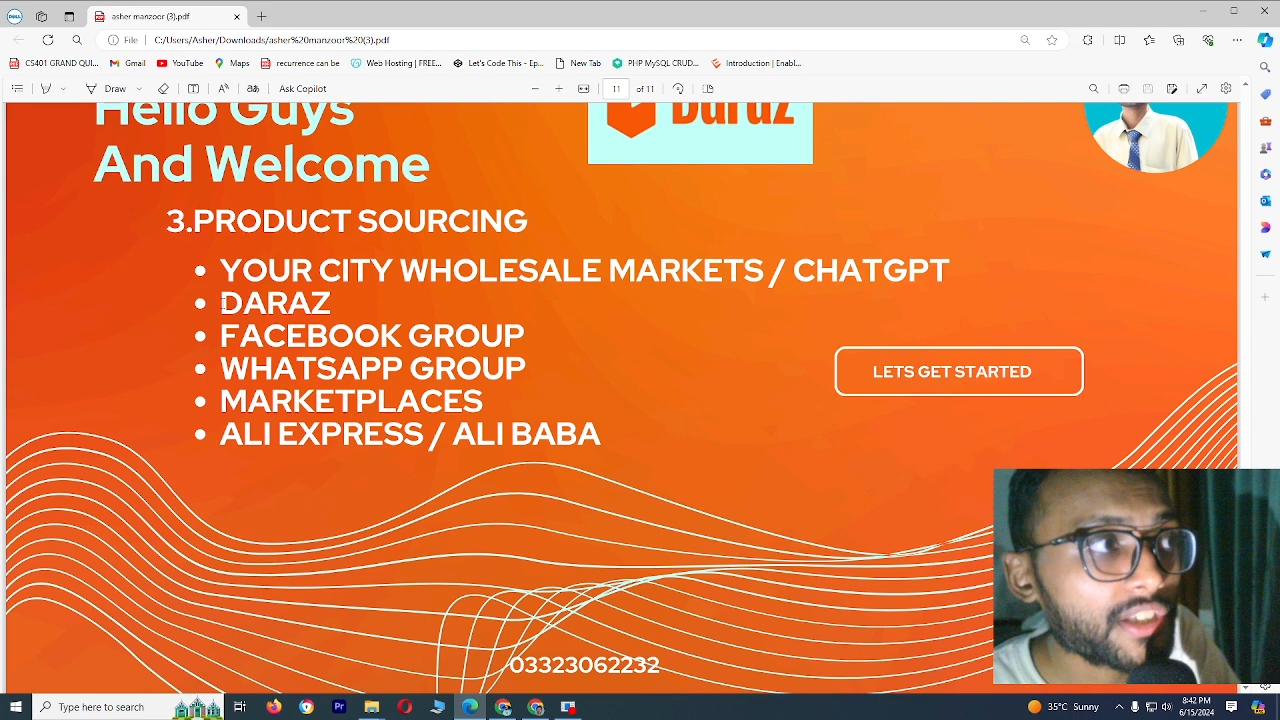 asher manzoor (3).pdf
File C:/Users/Asher/Downloads/asher%20manzoor%20(3).pdf
CS401 GRAND QUI... Gmail YouTube Maps recurrence can be Web Hosting | FREE... Let's Code This - Ep... New Tab PHP MySQL CRUD... Introduction | Enabl...
Draw Ask Copilot 11 of 11
Hello Guys
And Welcome
Daraz
3.PRODUCT SOURCING
YOUR CITY WHOLESALE MARKETS / CHATGPT
DARAZ
FACEBOOK GROUP
WHATSAPP GROUP
MARKETPLACES
ALI EXPRESS / ALI BABA
LETS GET STARTED
03323062232
Type here to search
35°C Sunny
8:42 PM
6/15/2024